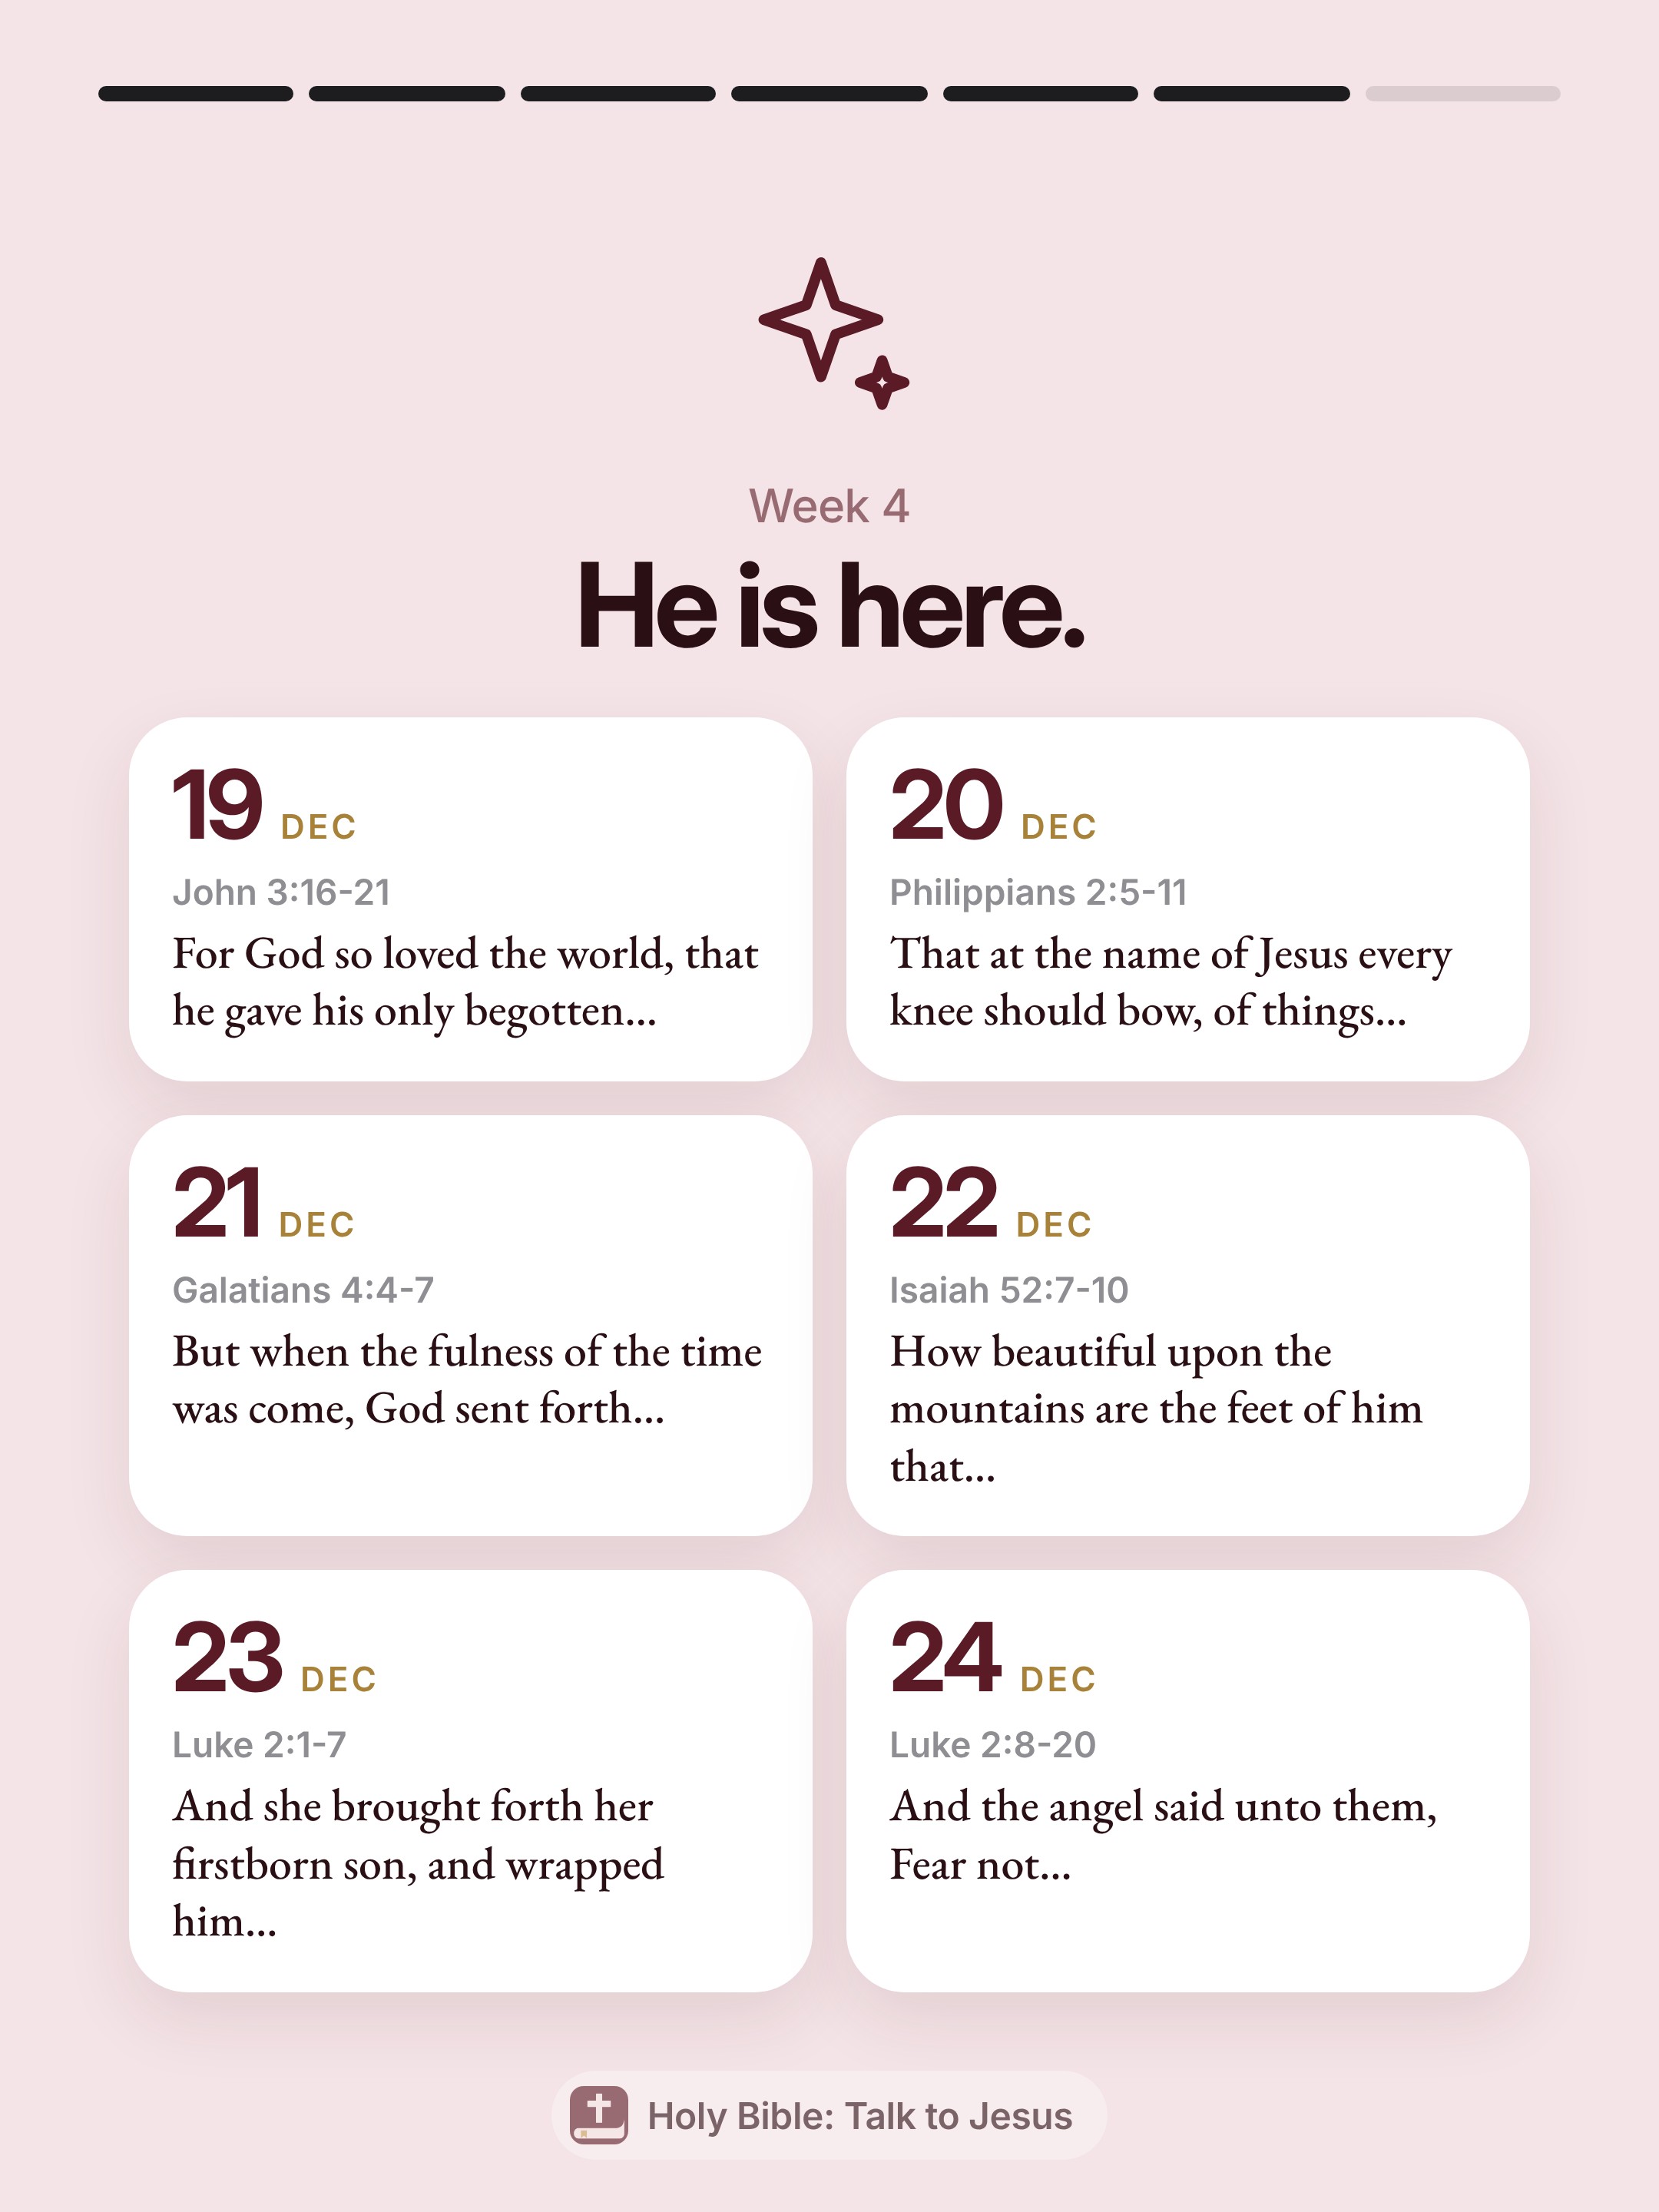 Week 4
He is here.
19 DEC
John 3:16-21
For God so loved the world, that
he gave his only begotten...
20 DEC
Philippians 2:5-11
That at the name of Jesus every
knee should bow, of things...
21 DEC
Galatians 4:4-7
But when the fulness of the time
was come, God sent forth...
22 DEC
Isaiah 52:7-10
How beautiful upon the
mountains are the feet of him
that...
23 DEC
Luke 2:1-7
And she brought forth her
firstborn son, and wrapped
him...
24 DEC
Luke 2:8-20
And the angel said unto them,
Fear not...
Holy Bible: Talk to Jesus